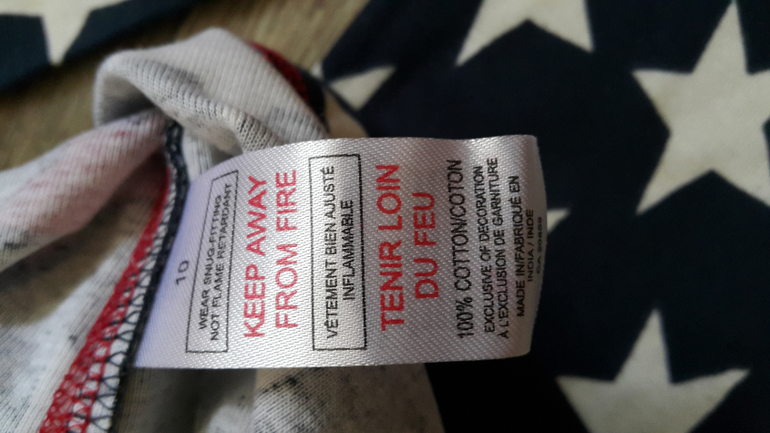 10
WEAR SNUG-FITTING
NOT FLAME RETARDANT
KEEP AWAY
FROM FIRE
VÊTEMENT BIEN AJUSTÉ
INFLAMMABLE
TENIR LOIN
DU FEU
100% COTTON/COTON
EXCLUSIVE OF DECORATION
À L'EXCLUSION DE GARNITURE
MADE IN/FABRIQUÉ EN
INDIA / INDE